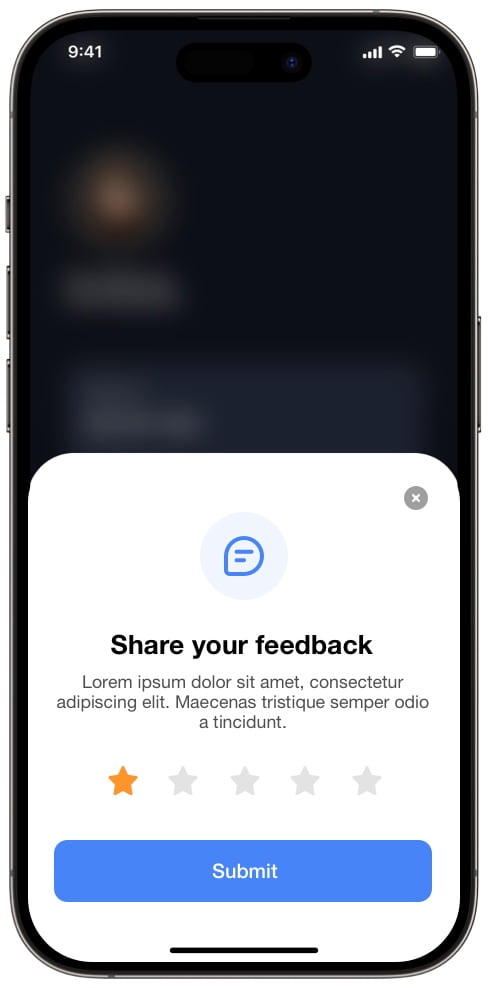 9:41
Share your feedback
Lorem ipsum dolor sit amet, consectetur
adipiscing elit. Maecenas tristique semper odio
a tincidunt.
Submit